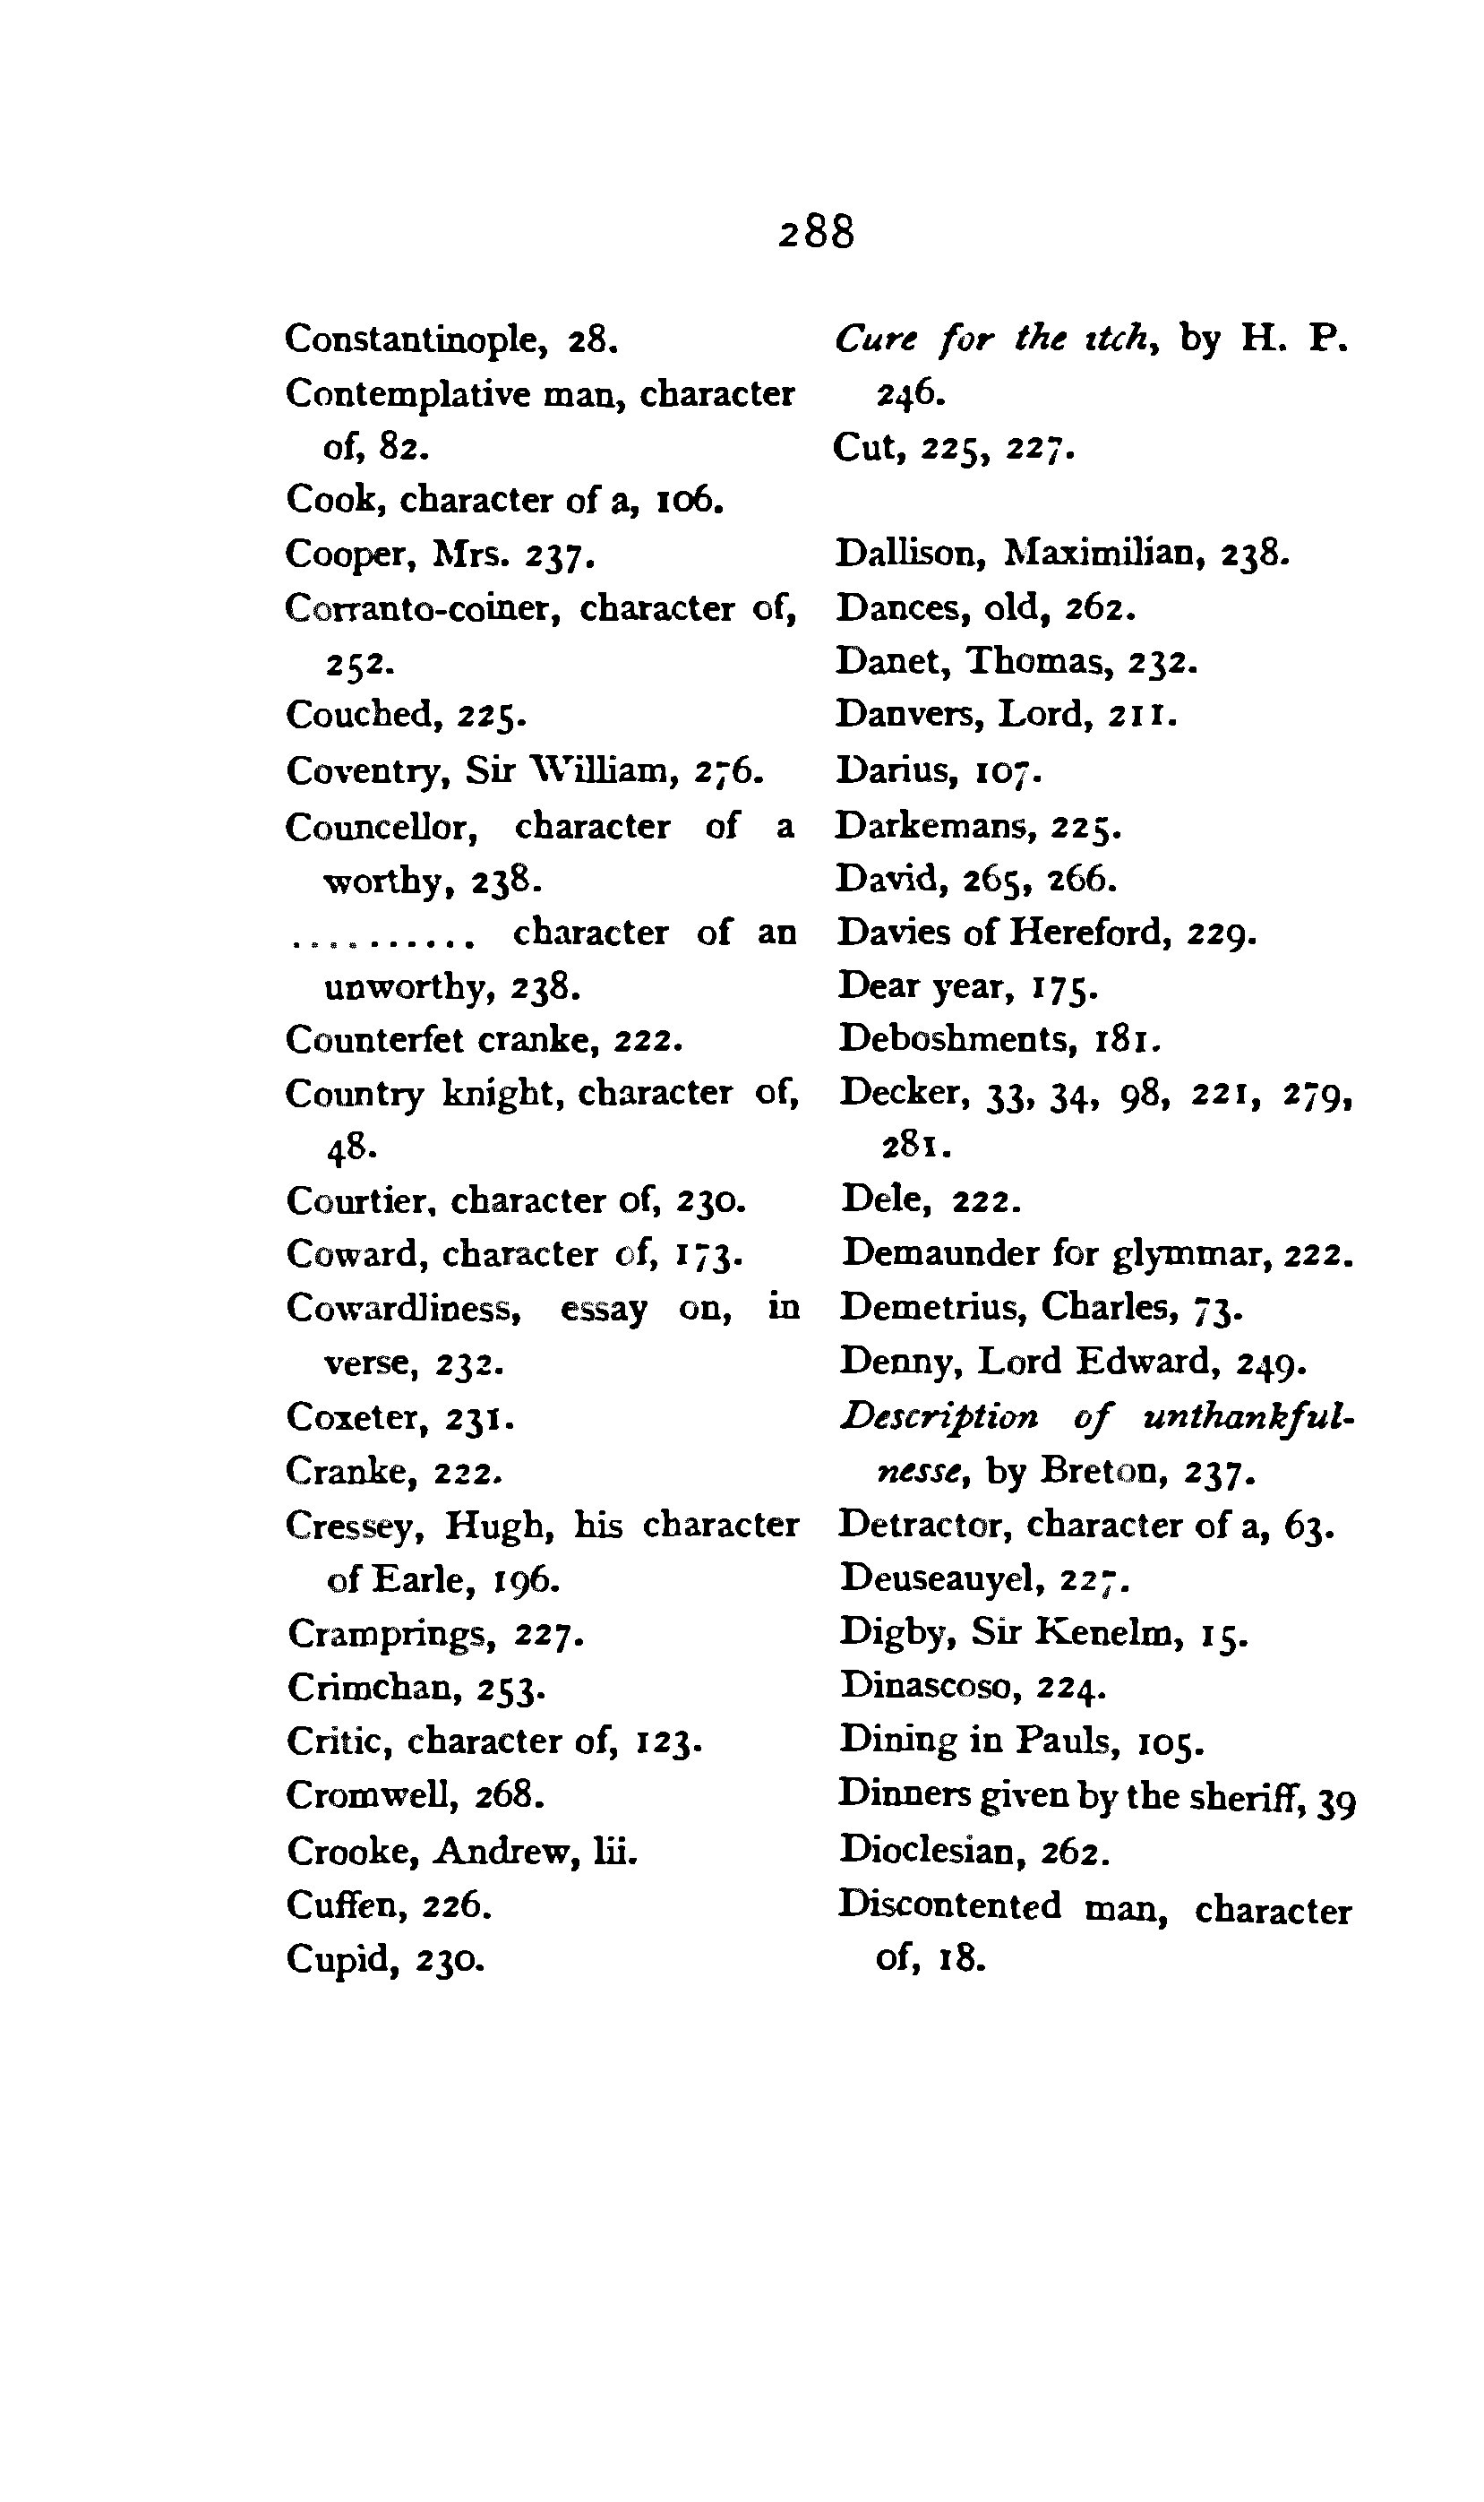 288
Constantinople, 28.
Contemplative man, character
of, 82.
Cook, character of a, 106.
Cooper, Mrs. 237.
Corranto-coiner, character of,
252.
Couched, 225.
Coventry, Sir William, 276.
Councellor, character of a
worthy, 238.
.......... character of an
unworthy, 238.
Counterfet cranke, 222.
Country knight, character of,
48.
Courtier, character of, 230.
Coward, character of, 173.
Cowardliness, essay on, in
verse, 232.
Coxeter, 231.
Cranke, 222.
Cressey, Hugh, his character
of Earle, 196.
Cramprings, 227.
Crimchan, 253.
Critic, character of, 123.
Cromwell, 268.
Crooke, Andrew, lii.
Cuffen, 226.
Cupid, 230.
Cure for the itch, by H. P.
246.
Cut, 225, 227.
Dallison, Maximilian, 238.
Dances, old, 262.
Danet, Thomas, 232.
Danvers, Lord, 211.
Darius, 107.
Darkemans, 225.
David, 265, 266.
Davies of Hereford, 229.
Dear year, 175.
Deboshments, 181.
Decker, 33, 34, 98, 221, 279,
281.
Dele, 222.
Demaunder for glymmar, 222.
Demetrius, Charles, 73.
Denny, Lord Edward, 249.
Description of unthankful-
nesse, by Breton, 237.
Detractor, character of a, 63.
Deuseauyel, 227.
Digby, Sir Kenelm, 15.
Dinascoso, 224.
Dining in Pauls, 105.
Dinners given by the sheriff, 39
Dioclesian, 262.
Discontented man, character
of, 18.